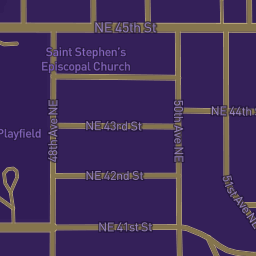 NE 45th St
Saint Stephen's
Episcopal Church
NE 44th
50th Ave NE
NE 43rd St
Playfield
48th Ave NE
NE 42nd St
51st Ave NE
NE 41st St